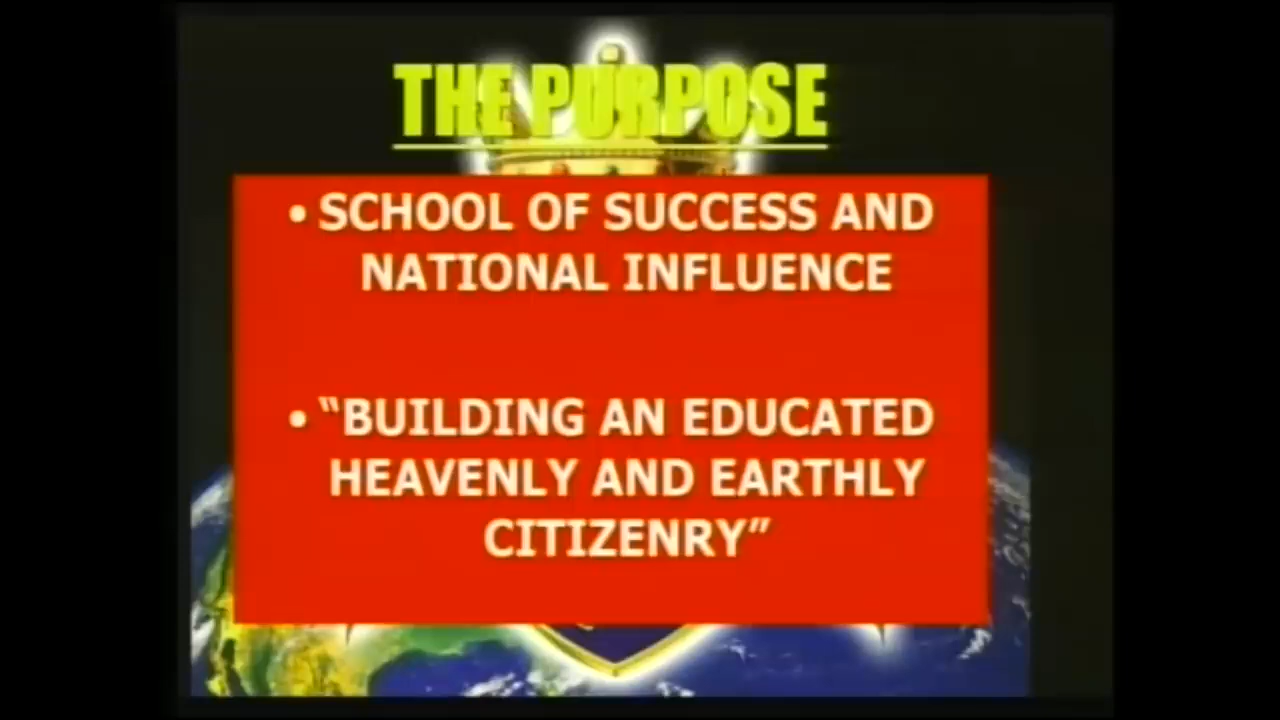 THE PURPOSE
• SCHOOL OF SUCCESS AND
NATIONAL INFLUENCE
• “BUILDING AN EDUCATED
HEAVENLY AND EARTHLY
CITIZENRY”